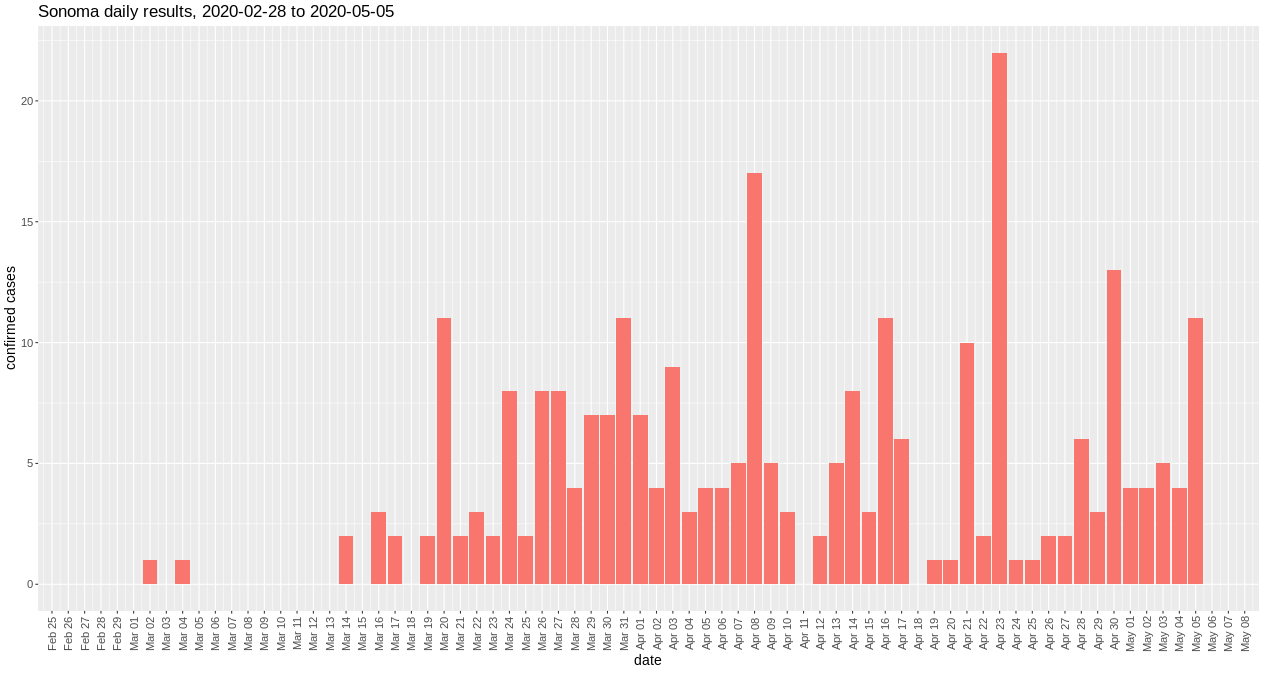 Sonoma daily results, 2020-02-28 to 2020-05-05
confirmed cases
20
15
10
5
0
Feb 25
Feb 26
Feb 27
Feb 28
Feb 29
Mar 01
Mar 02
Mar 03
Mar 04
Mar 05
Mar 06
Mar 07
Mar 08
Mar 09
Mar 10
Mar 11
Mar 12
Mar 13
Mar 14
Mar 15
Mar 16
Mar 17
Mar 18
Mar 19
Mar 20
Mar 21
Mar 22
Mar 23
Mar 24
Mar 25
Mar 26
Mar 27
Mar 28
Mar 29
Mar 30
Mar 31
Apr 01
Apr 02
Apr 03
Apr 04
Apr 05
Apr 06
Apr 07
Apr 08
Apr 09
Apr 10
Apr 11
Apr 12
Apr 13
Apr 14
Apr 15
Apr 16
Apr 17
Apr 18
Apr 19
Apr 20
Apr 21
Apr 22
Apr 23
Apr 24
Apr 25
Apr 26
Apr 27
Apr 28
Apr 29
Apr 30
May 01
May 02
May 03
May 04
May 05
May 06
May 07
May 08
date